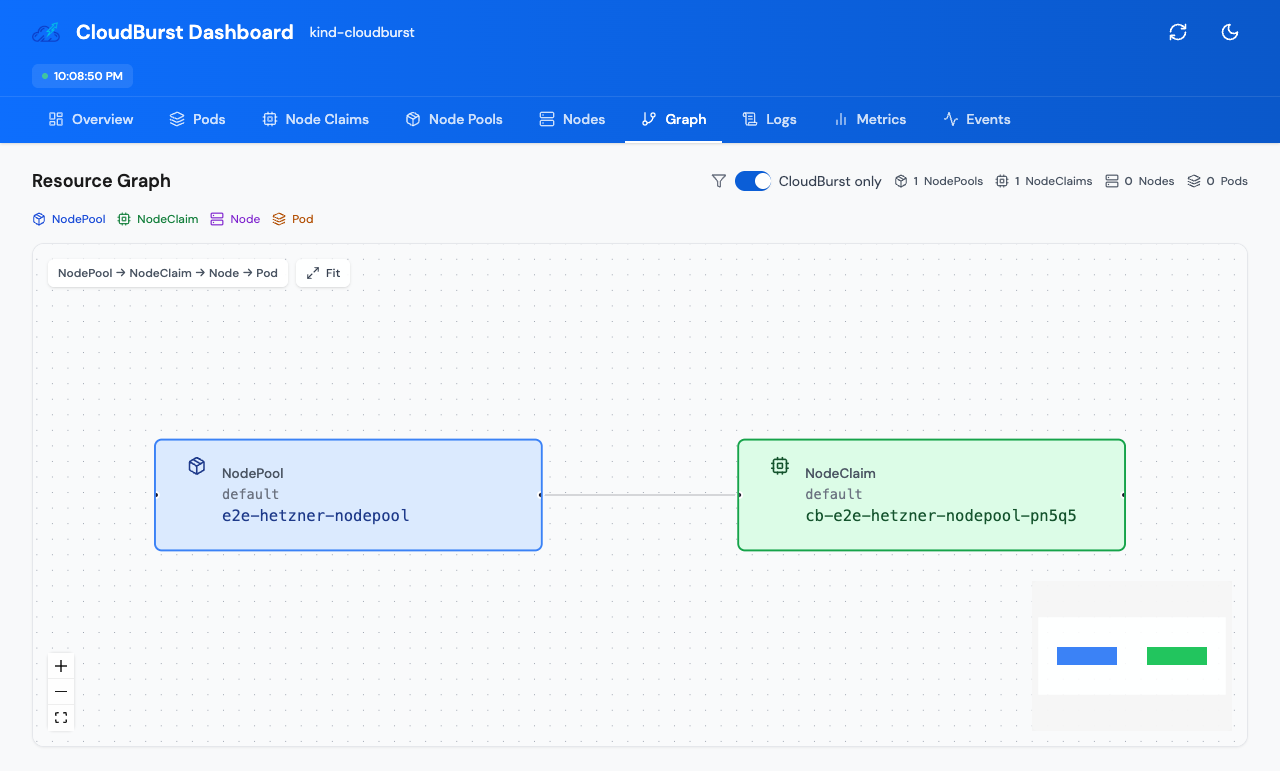 CloudBurst Dashboard kind-cloudburst
10:08:50 PM
Overview Pods Node Claims Node Pools Nodes Graph Logs Metrics Events
Resource Graph
CloudBurst only 1 NodePools 1 NodeClaims 0 Nodes 0 Pods
NodePool NodeClaim Node Pod
NodePool → NodeClaim → Node → Pod Fit
NodePool
default
e2e-hetzner-nodepool
NodeClaim
default
cb-e2e-hetzner-nodepool-pn5q5